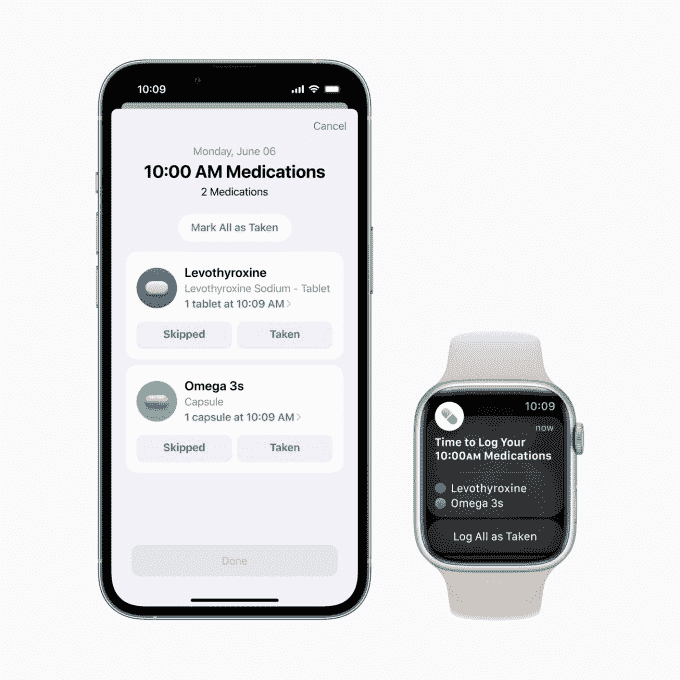 10:09
Cancel
Monday, June 06
10:00 AM Medications
2 Medications
Mark All as Taken
Levothyroxine
Levothyroxine Sodium - Tablet
1 tablet at 10:09 AM
Skipped
Taken
Omega 3s
Capsule
1 capsule at 10:09 AM
Skipped
Taken
Done
10:09
now
Time to Log Your
10:00AM Medications
Levothyroxine
Omega 3s
Log All as Taken